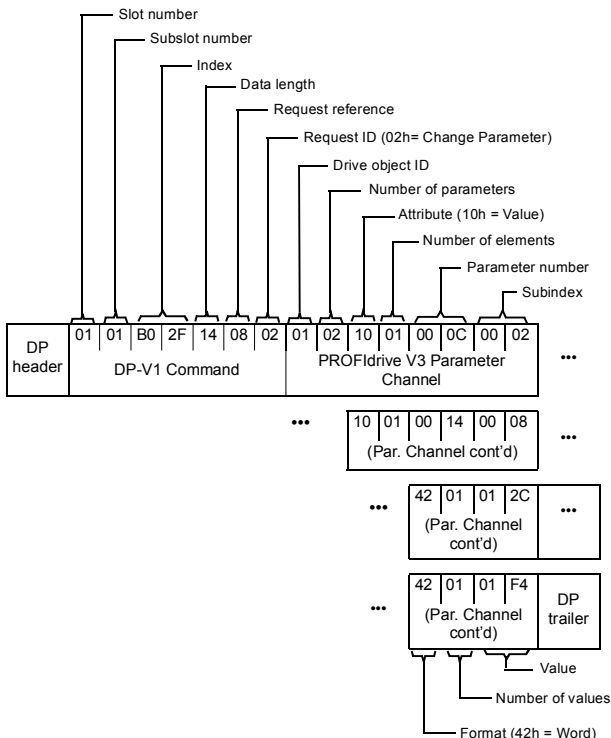 Slot number
Subslot number
Index
Data length
Request reference
Request ID (02h= Change Parameter)
Drive object ID
Number of parameters
Attribute (10h = Value)
Number of elements
Parameter number
Subindex
DP header
01 01 B0 2F 14 08 02 01 02 10 01 00 0C 00 02
DP-V1 Command
PROFIdrive V3 Parameter
Channel
•••
•••
10 01 00 14 00 08
(Par. Channel cont'd)
•••
•••
42 01 01 2C
(Par. Channel
cont'd)
•••
•••
42 01 01 F4
(Par. Channel
cont'd)
DP
trailer
Value
Number of values
Format (42h = Word)